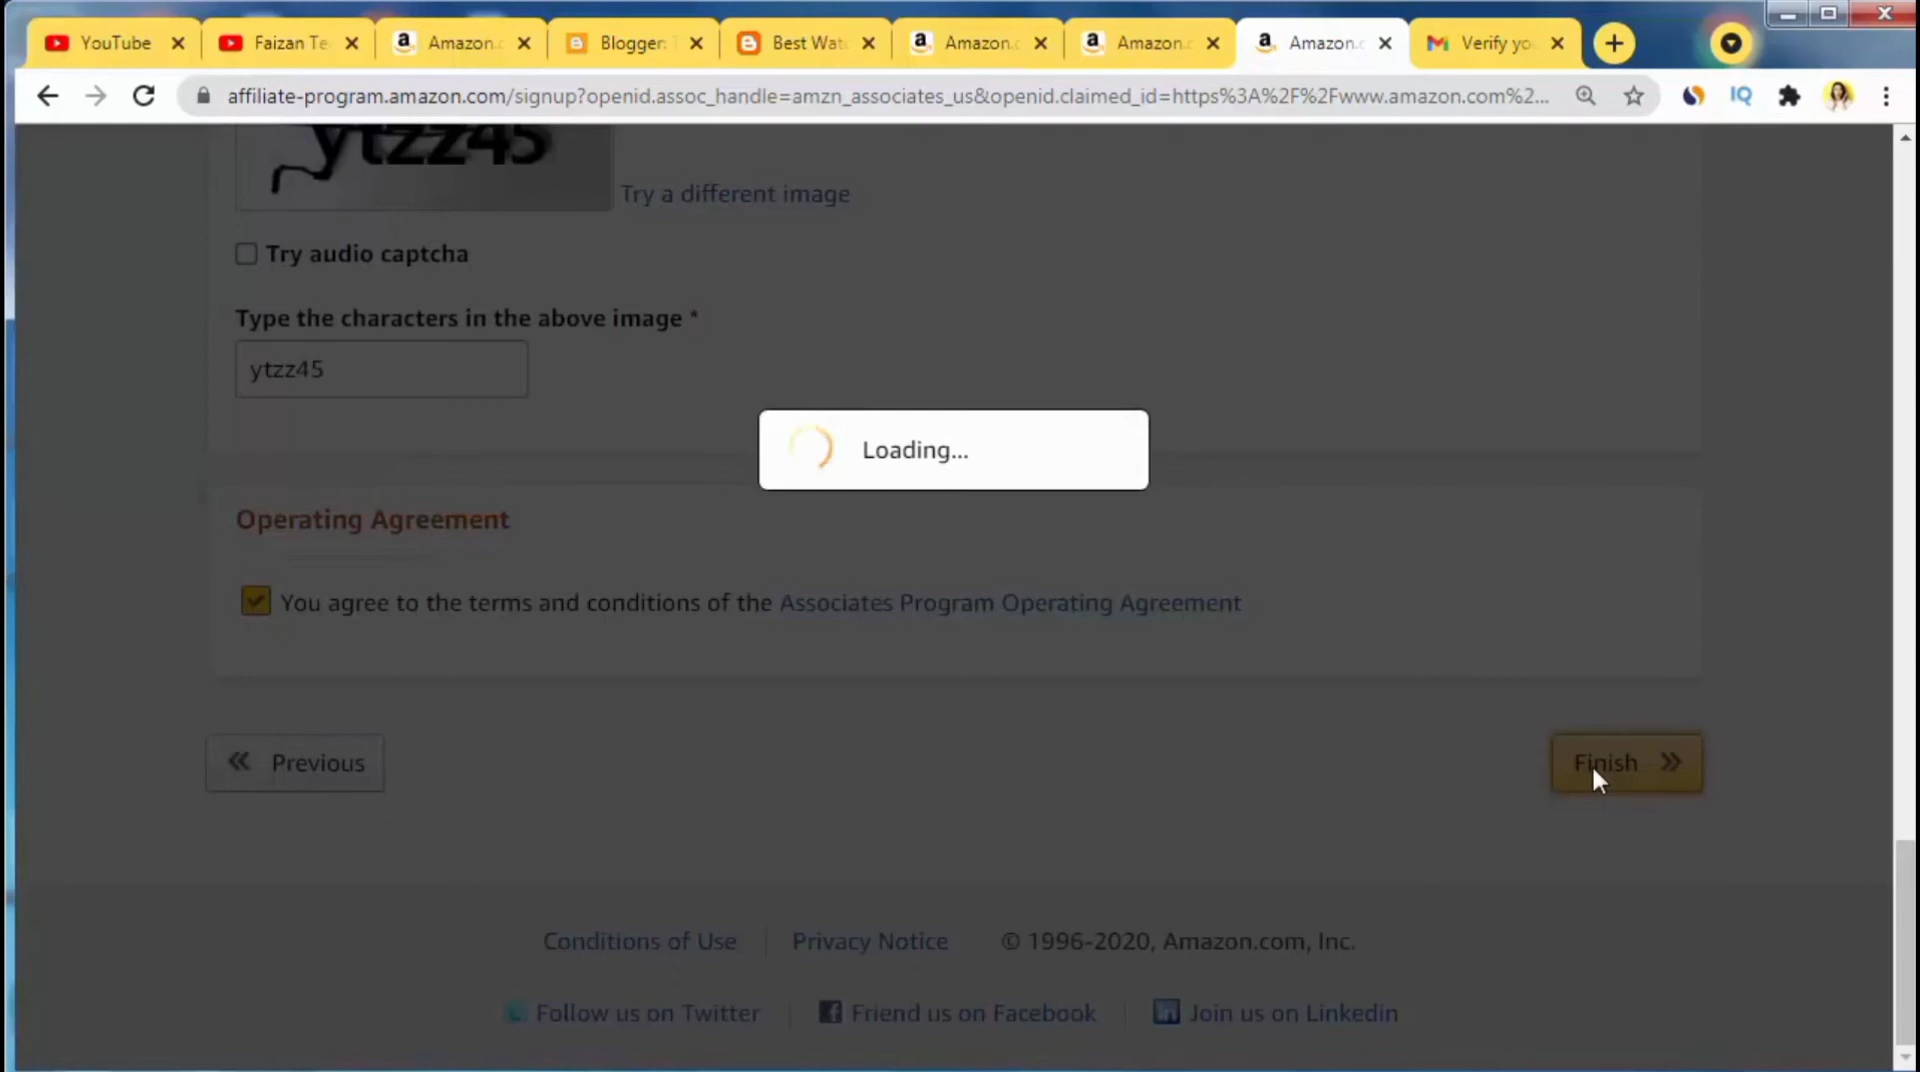 YouTube
Faizan Te
Amazon.c
Blogger: T
Best Wat
Amazon.c
Amazon.c
Amazon.c
Verify yo
affiliate-program.amazon.com/signup?openid.assoc_handle=amzn_associates_us&openid.claimed_id=https%3A%2F%2Fwww.amazon.com%2...
IQ
ytzz45
Try a different image
Try audio captcha
Type the characters in the above image *
ytzz45
Loading...
Operating Agreement
You agree to the terms and conditions of the Associates Program Operating Agreement
Previous
Finish
Conditions of Use
Privacy Notice
© 1996-2020, Amazon.com, Inc.
Follow us on Twitter
Friend us on Facebook
Join us on Linkedin